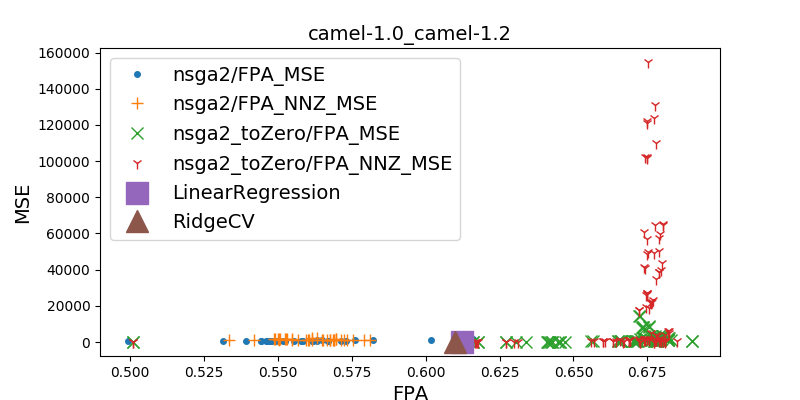 camel-1.0_camel-1.2
MSE
160000
140000
120000
100000
80000
60000
40000
20000
0
nsga2/FPA_MSE
nsga2/FPA_NNZ_MSE
nsga2_toZero/FPA_MSE
nsga2_toZero/FPA_NNZ_MSE
LinearRegression
RidgeCV
0.500 0.525 0.550 0.575 0.600 0.625 0.650 0.675
FPA